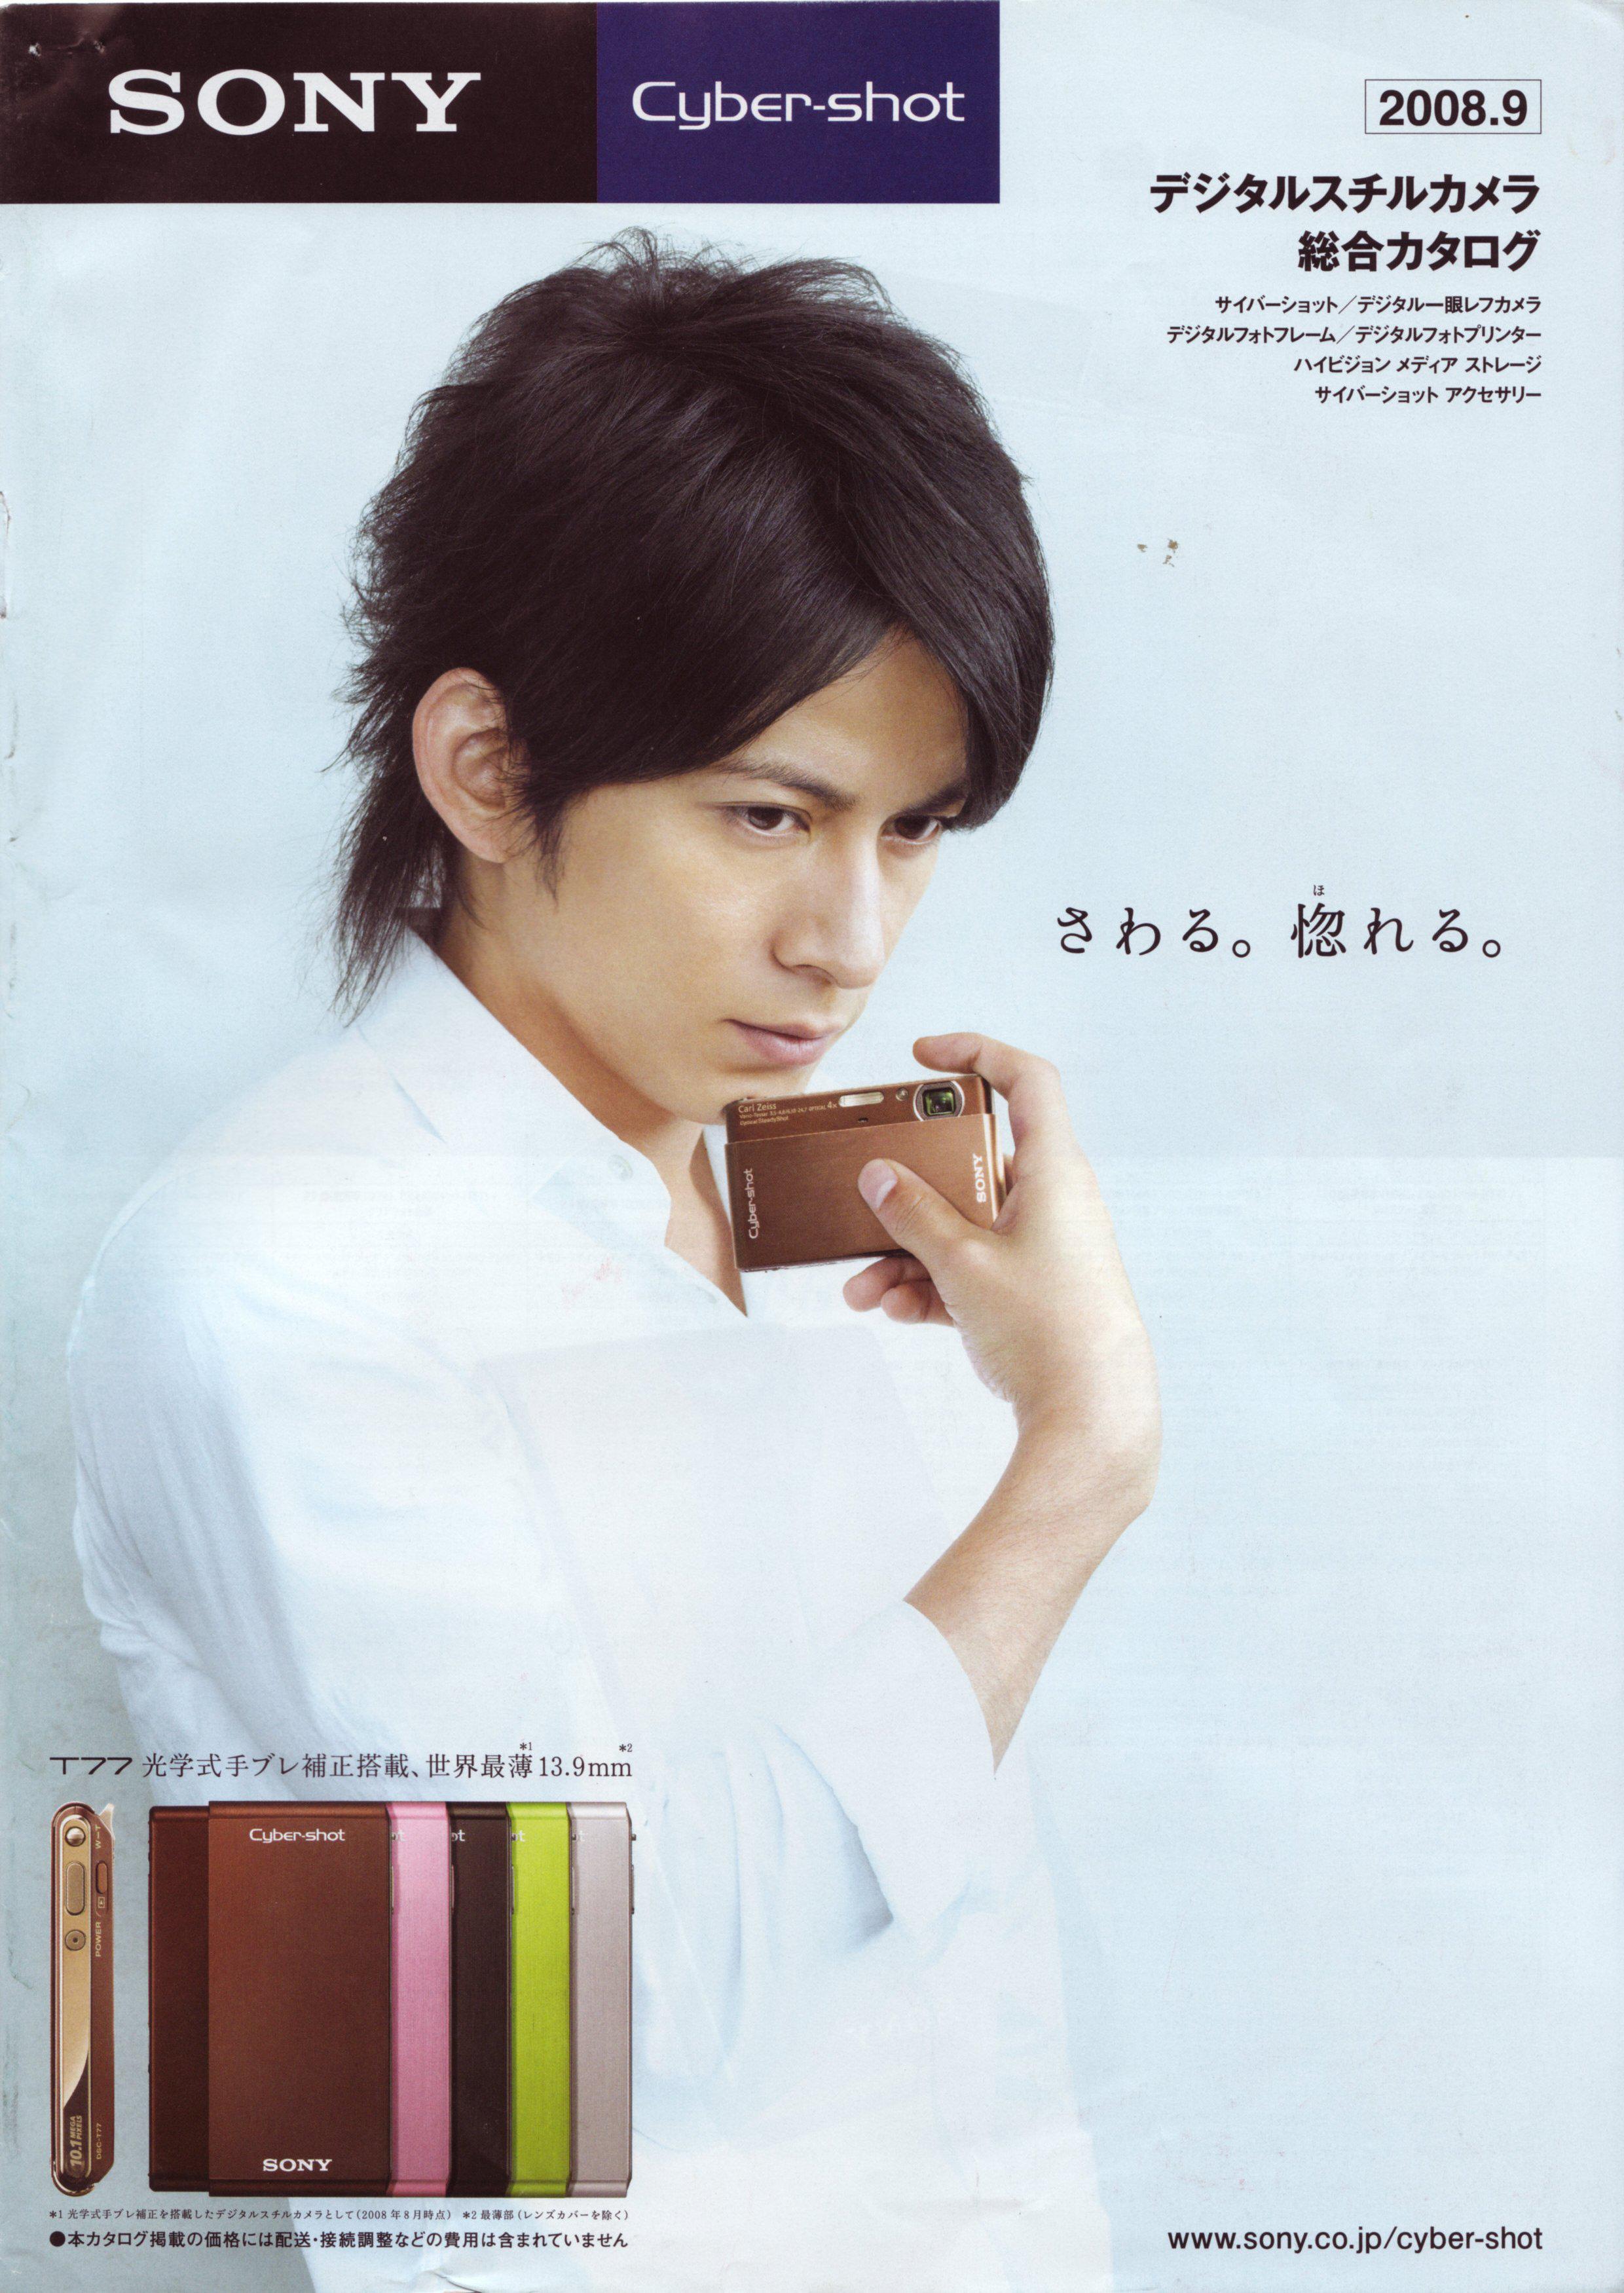 SONY
Cyber-shot
2008.9
デジタルスチルカメラ
総合カタログ
サイバーショット／デジタル一眼レフカメラ
デジタルフォトフレーム／デジタルフォトプリンター
ハイビジョン メディア ストレージ
サイバーショット アクセサリー
ほ
さわる。惚れる。
Carl Zeiss
4x
Optical SteadyShot
Cyber-shot
SONY
T77 光学式手ブレ補正搭載、世界最薄*1 13.9mm*2
W–T
POWER /
10.1 MEGA PIXELS
DSC-T77
Cyber-shot
t
t
t
t
SONY
*1 光学式手ブレ補正を搭載したデジタルスチルカメラとして（2008年8月時点） *2 最薄部（レンズカバーを除く）
●本カタログ掲載の価格には配送・接続調整などの費用は含まれていません
www.sony.co.jp/cyber-shot